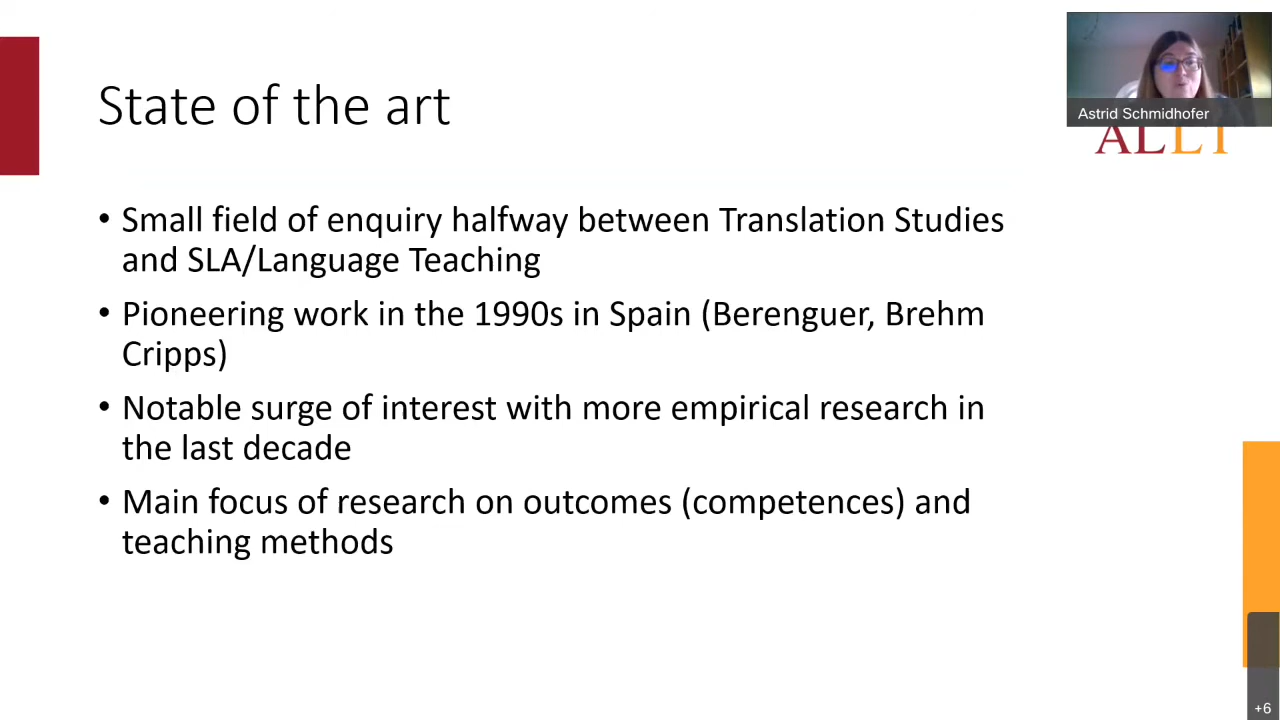 State of the art
Astrid Schmidhofer
ALLT
• Small field of enquiry halfway between Translation Studies
and SLA/Language Teaching
• Pioneering work in the 1990s in Spain (Berenguer, Brehm
Cripps)
• Notable surge of interest with more empirical research in
the last decade
• Main focus of research on outcomes (competences) and
teaching methods
+6